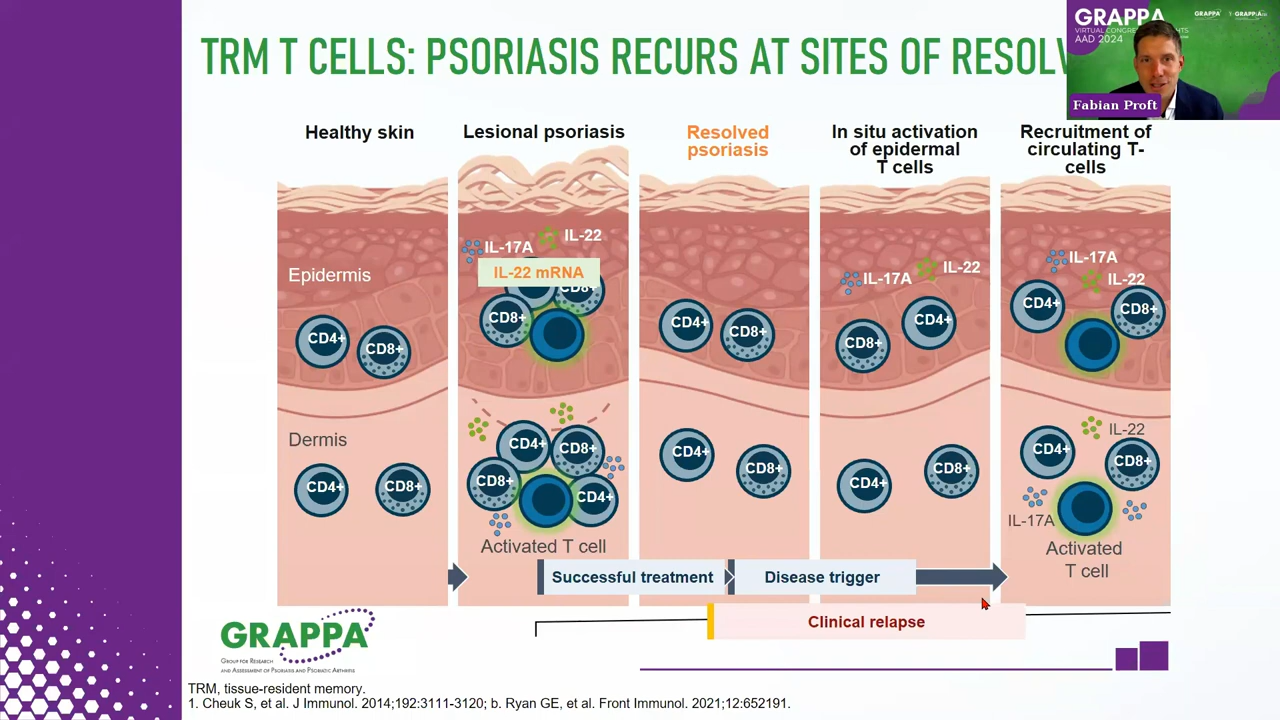 TRM T CELLS: PSORIASIS RECURS AT SITES OF
GRAPPA
AAD 2024
Fabian Proft
Healthy skin
Lesional psoriasis
Resolved
psoriasis
In situ activation
of epidermal
T cells
Recruitment of
circulating T-
cells
Epidermis
IL-17A
IL-22
IL-22 mRNA
CD4+
CD8+
CD8+
CD8+
CD4+
CD8+
IL-17A
IL-22
CD8+
CD4+
IL-17A
IL-22
CD4+
CD8+
Dermis
CD4+
CD8+
CD4+
CD8+
CD8+
CD4+
Activated T cell
CD4+
CD8+
CD4+
CD8+
IL-22
CD4+
CD8+
IL-17A
Activated
T cell
Successful treatment
Disease trigger
Clinical relapse
GRAPPA
Group for Research
and Assessment of Psoriasis and Psoriatic Arthritis
TRM, tissue-resident memory.
1. Cheuk S, et al. J Immunol. 2014;192:3111-3120; b. Ryan GE, et al. Front Immunol. 2021;12:652191.